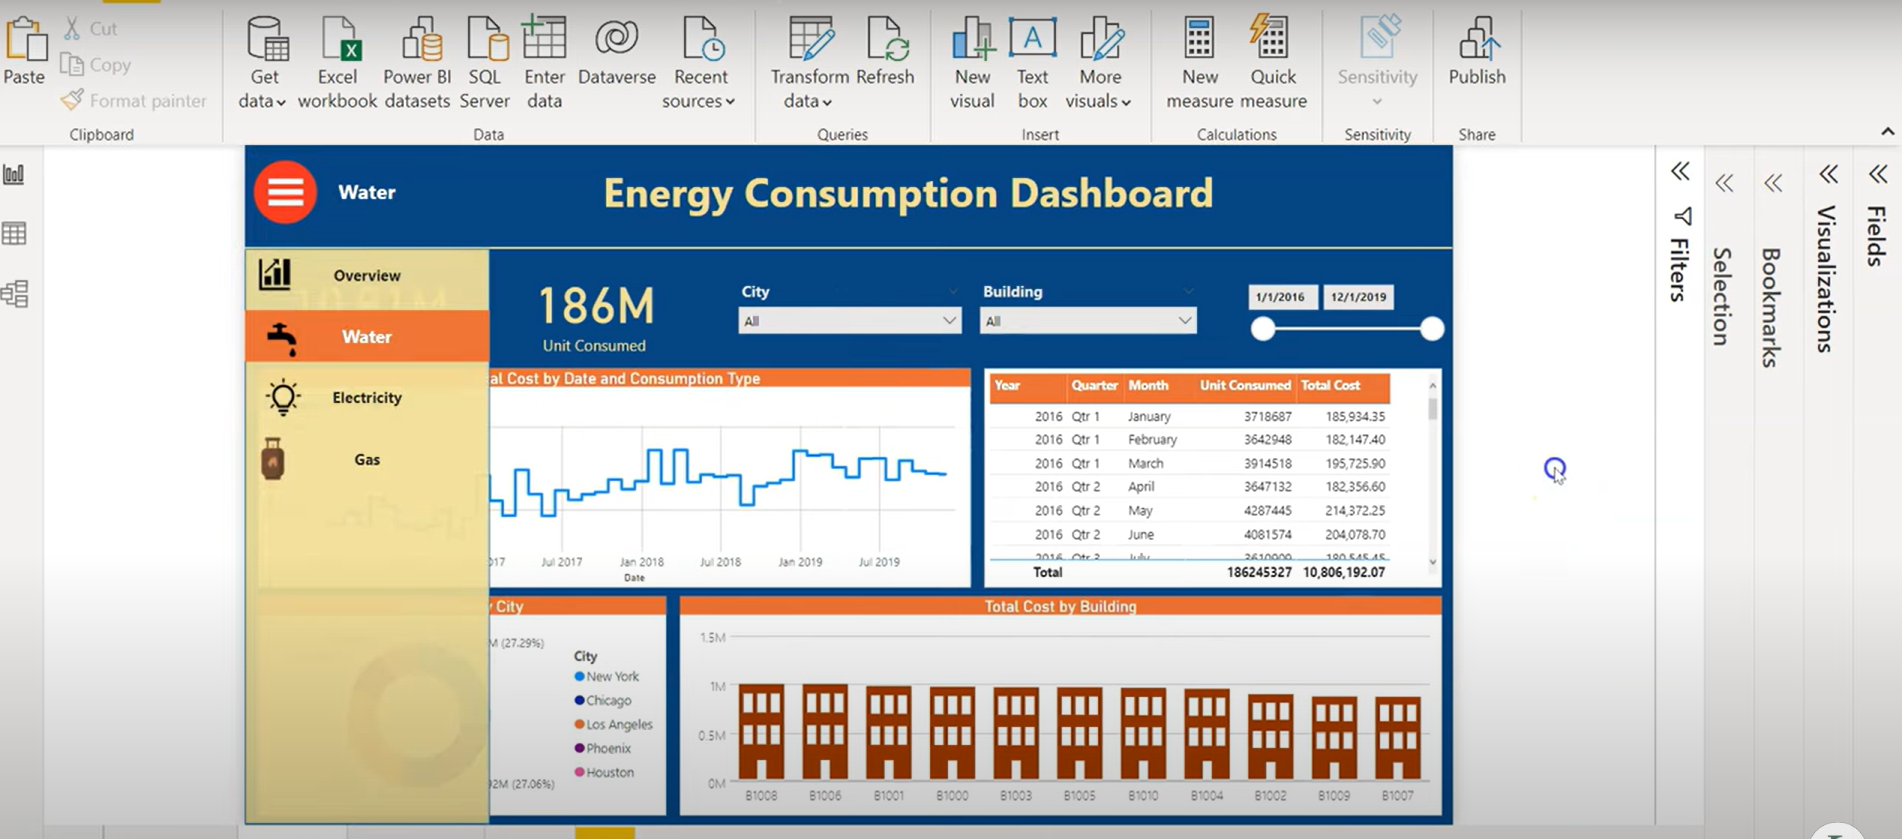 Paste
Cut
Copy
Format painter
Clipboard
Get data
Excel workbook
Power BI datasets
SQL Server
Enter data
Dataverse
Recent sources
Data
Transform data
Refresh
Queries
New visual
Text box
More visuals
Insert
New measure
Quick measure
Calculations
Sensitivity
Sensitivity
Publish
Share
Water
Energy Consumption Dashboard
Overview
Water
Electricity
Gas
186M
Unit Consumed
City
All
Building
All
1/1/2016
12/1/2019
al Cost by Date and Consumption Type
Jul 2017
Jan 2018
Jul 2018
Jan 2019
Jul 2019
Date
Year Quarter Month Unit Consumed Total Cost
2016 Qtr 1 January 3718687 185,934.35
2016 Qtr 1 February 3642948 182,147.40
2016 Qtr 1 March 3914518 195,725.90
2016 Qtr 2 April 3647132 182,356.60
2016 Qtr 2 May 4287445 214,372.25
2016 Qtr 2 June 4081574 204,078.70
2016 Qtr 3 July 3610909 180,545.45
Total 186245327 10,806,192.07
y City
M (27.29%)
92M (27.06%)
City
New York
Chicago
Los Angeles
Phoenix
Houston
Total Cost by Building
1.5M
1M
0.5M
0M
B1008 B1006 B1001 B1000 B1003 B1005 B1010 B1004 B1002 B1009 B1007
Filters
Selection
Bookmarks
Visualizations
Fields